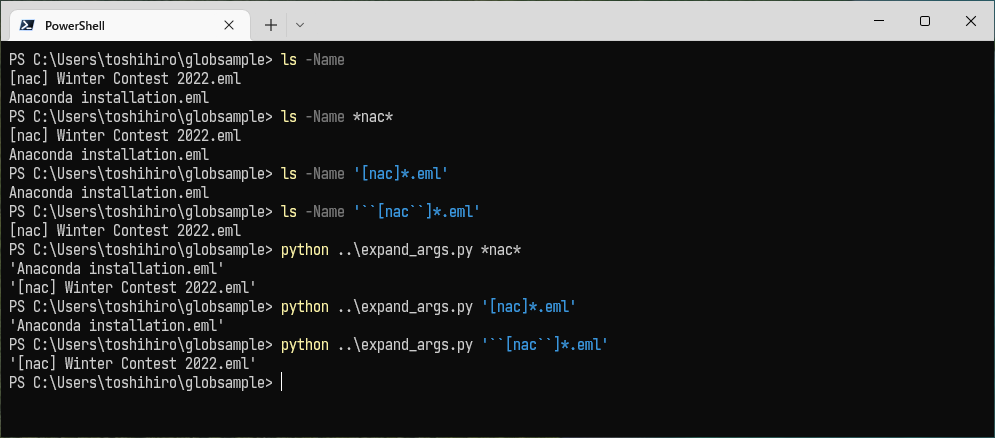 PowerShell
PS C:\Users\toshihiro\globsample> ls -Name
[nac] Winter Contest 2022.eml
Anaconda installation.eml
PS C:\Users\toshihiro\globsample> ls -Name *nac*
[nac] Winter Contest 2022.eml
Anaconda installation.eml
PS C:\Users\toshihiro\globsample> ls -Name '[nac]*.eml'
Anaconda installation.eml
PS C:\Users\toshihiro\globsample> ls -Name '``[nac``]*.eml'
[nac] Winter Contest 2022.eml
PS C:\Users\toshihiro\globsample> python ..\expand_args.py *nac*
'Anaconda installation.eml'
'[nac] Winter Contest 2022.eml'
PS C:\Users\toshihiro\globsample> python ..\expand_args.py '[nac]*.eml'
'Anaconda installation.eml'
PS C:\Users\toshihiro\globsample> python ..\expand_args.py '``[nac``]*.eml'
'[nac] Winter Contest 2022.eml'
PS C:\Users\toshihiro\globsample>